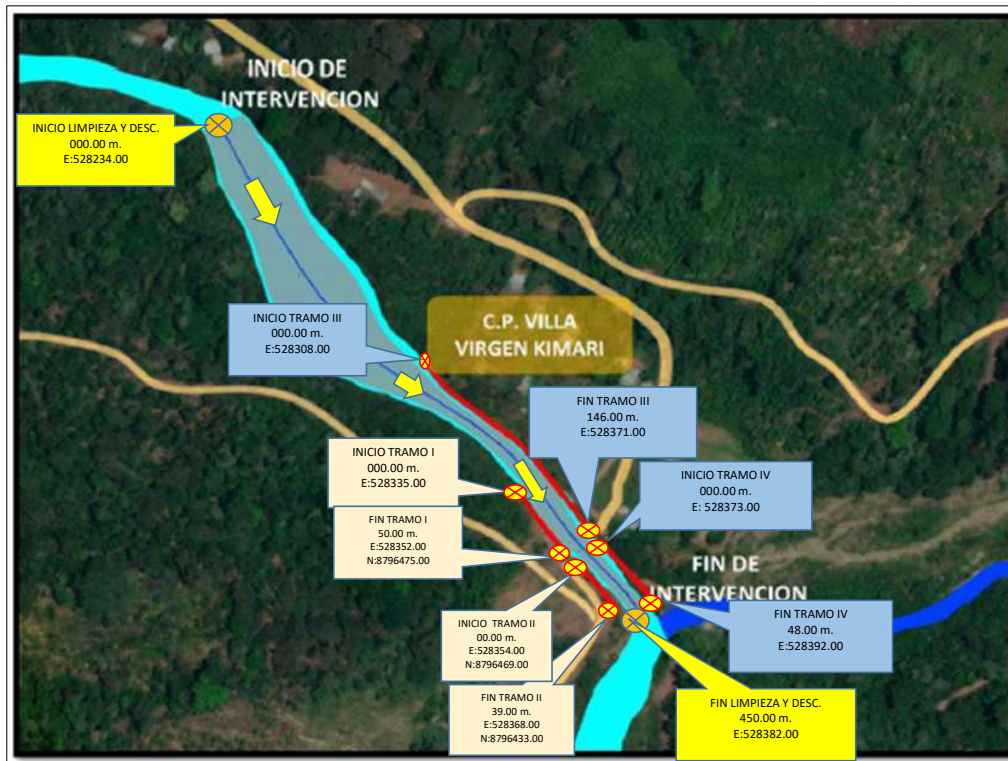 INICIO DE
INTERVENCION
INICIO LIMPIEZA Y DESC.
000.00 m.
E:528234.00
INICIO TRAMO III
000.00 m.
E:528308.00
C.P. VILLA
VIRGEN KIMARI
FIN TRAMO III
146.00 m.
E:528371.00
INICIO TRAMO I
000.00 m.
E:528335.00
INICIO TRAMO IV
000.00 m.
E: 528373.00
FIN TRAMO I
50.00 m.
E:528352.00
N:8796475.00
FIN DE
INTERVENCION
INICIO TRAMO II
00.00 m.
E:528354.00
N:8796469.00
FIN TRAMO IV
48.00 m.
E:528392.00
FIN TRAMO II
39.00 m.
E:528368.00
N:8796433.00
FIN LIMPIEZA Y DESC.
450.00 m.
E:528382.00